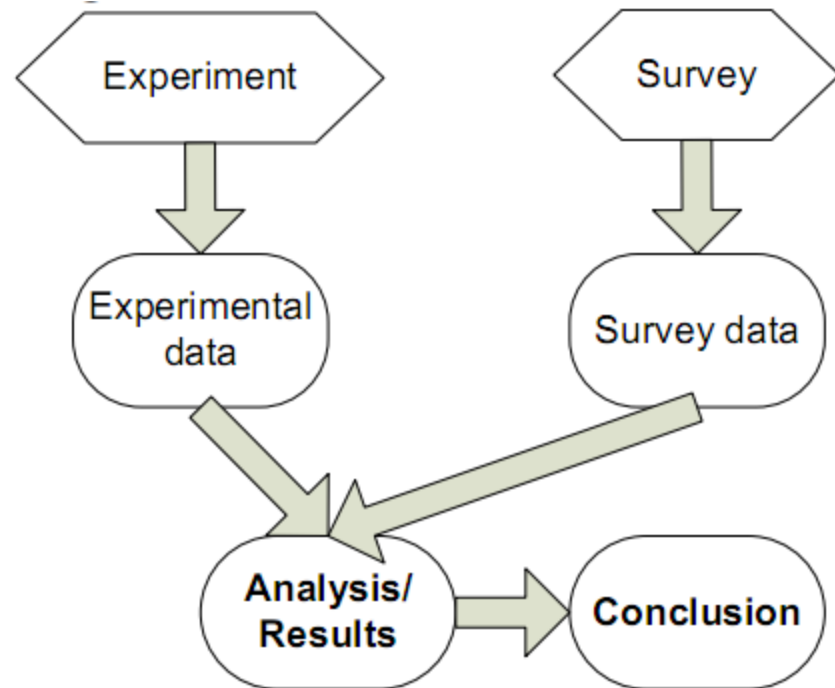 Experiment
Survey
Experimental
data
Survey data
Analysis/
Results
Conclusion